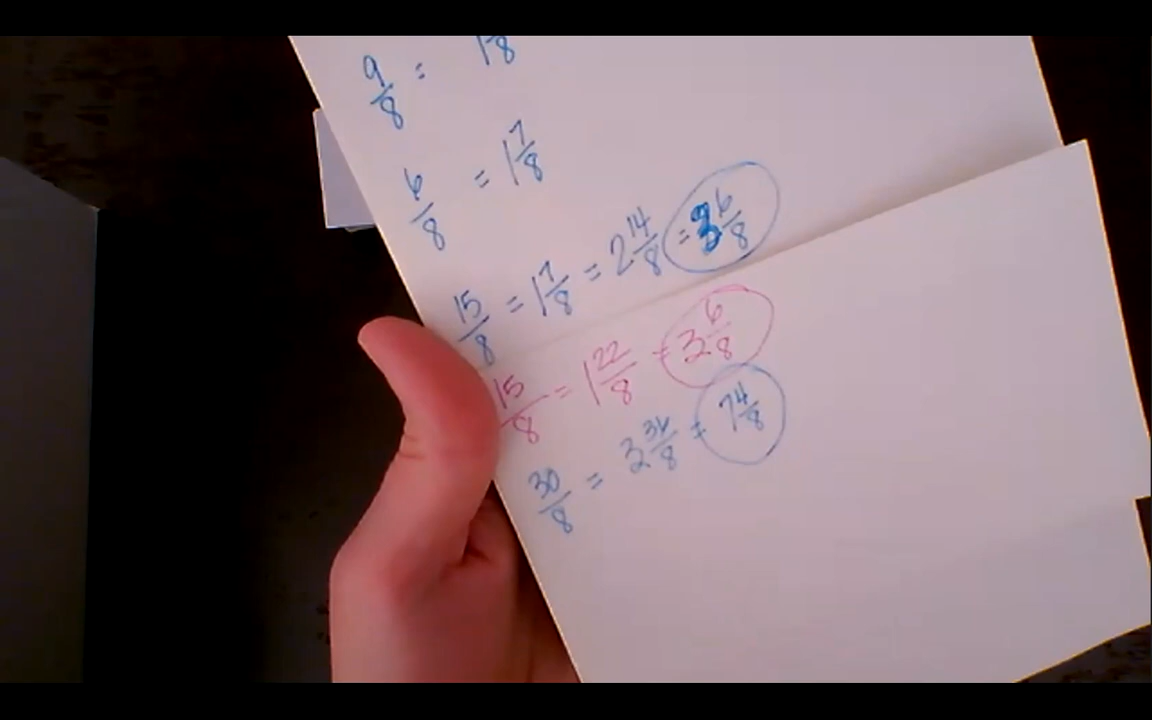 9/8 = 1 1/8
6/8 = 1 7/8
15/8 = 1 7/8 = 2 14/8 = 3 6/8
15/8 = 1 22/8 = 3 6/8
30/8 = 3 36/8 = 7 4/8